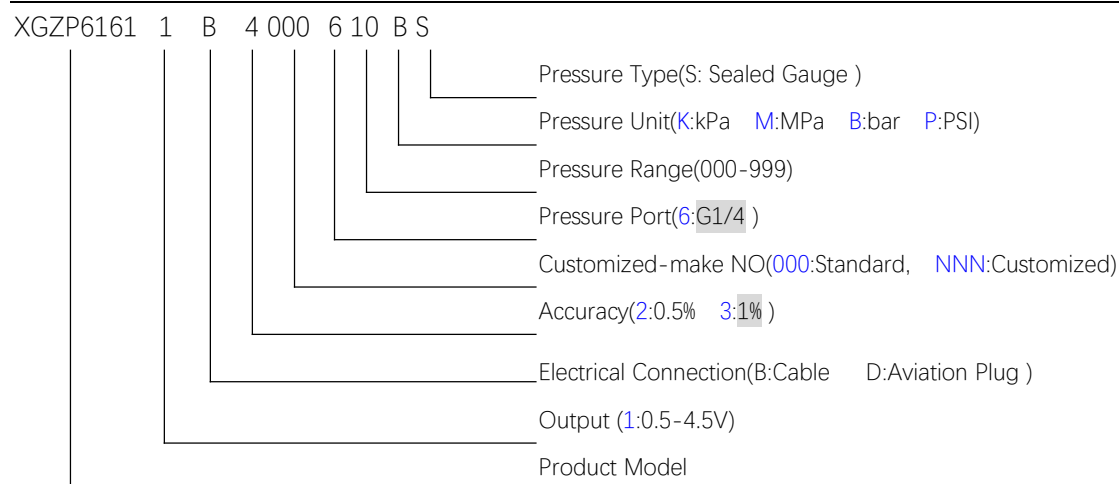 XGZP6161 1 B 4 000 6 10 B S
Pressure Type(S: Sealed Gauge )
Pressure Unit(K:kPa M:MPa B:bar P:PSI)
Pressure Range(000-999)
Pressure Port(6:G1/4 )
Customized-make NO(000:Standard, NNN:Customized)
Accuracy(2:0.5% 3:1% )
Electrical Connection(B:Cable D:Aviation Plug )
Output (1:0.5-4.5V)
Product Model